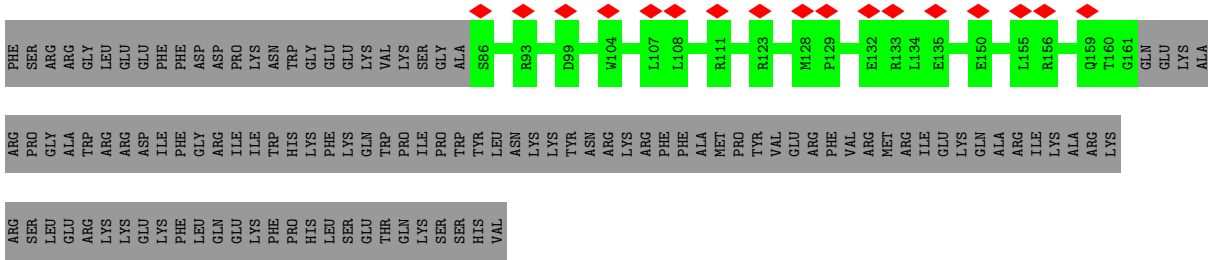 PHE SER ARG ARG GLY LEU GLU GLU PHE PHE ASP ASP PRO LYS ASN TRP GLY GLU GLU LYS VAL LYS SER GLY ALA S86 R93 D99 W104 L107 L108 R111 R123 M128 P129 E132 R133 L134 E135 E150 L155 R156 Q159 T160 G161 GLN GLU LYS ALA
ARG PRO GLY ALA TRP ARG ARG ASP ILE PHE GLY ARG ILE ILE TRP HIS LYS PHE LYS GLN TRP PRO ILE PRO TRP TYR LEU ASN LYS LYS TYR ASN ARG LYS ARG PHE PHE ALA MET PRO TYR VAL GLU ARG PHE VAL ARG MET ARG ILE GLU LYS GLN ALA ARG ILE LYS ALA ARG LYS
ARG SER LEU GLU ARG LYS LYS GLU LYS PHE LEU GLN GLU LYS PHE PRO HIS LEU SER GLU THR GLN LYS SER SER HIS VAL